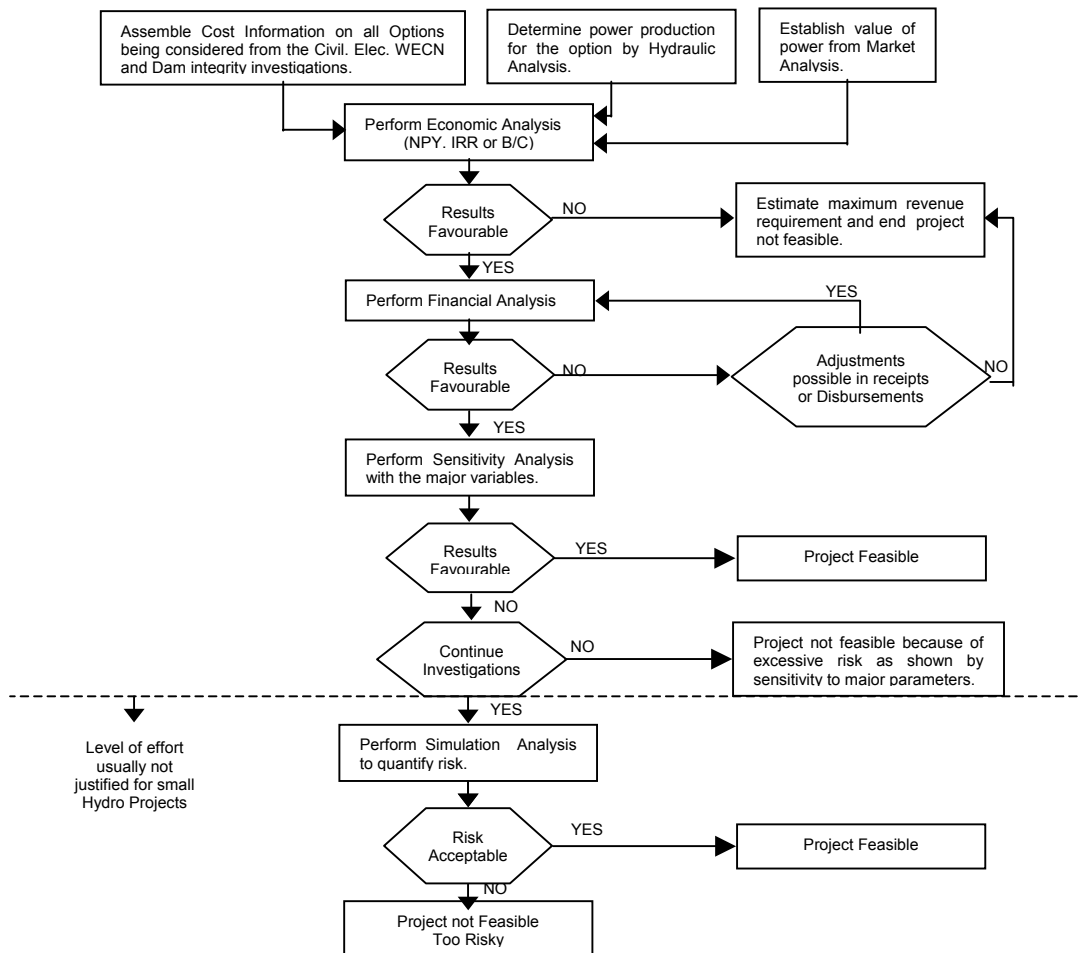 Assemble Cost Information on all Options
being considered from the Civil. Elec. WECN
and Dam integrity investigations.
Determine power production
for the option by Hydraulic
Analysis.
Establish value of
power from Market
Analysis.
Perform Economic Analysis
(NPY. IRR or B/C)
Results
Favourable
NO
Estimate maximum revenue
requirement and end project
not feasible.
YES
Perform Financial Analysis
YES
Results
Favourable
NO
Adjustments
possible in receipts
or Disbursements
NO
YES
Perform Sensitivity Analysis
with the major variables.
Results
Favourable
YES
Project Feasible
NO
Continue
Investigations
NO
Project not feasible because of
excessive risk as shown by
sensitivity to major parameters.
YES
Level of effort
usually not
justified for small
Hydro Projects
Perform Simulation Analysis
to quantify risk.
Risk
Acceptable
YES
Project Feasible
NO
Project not Feasible
Too Risky